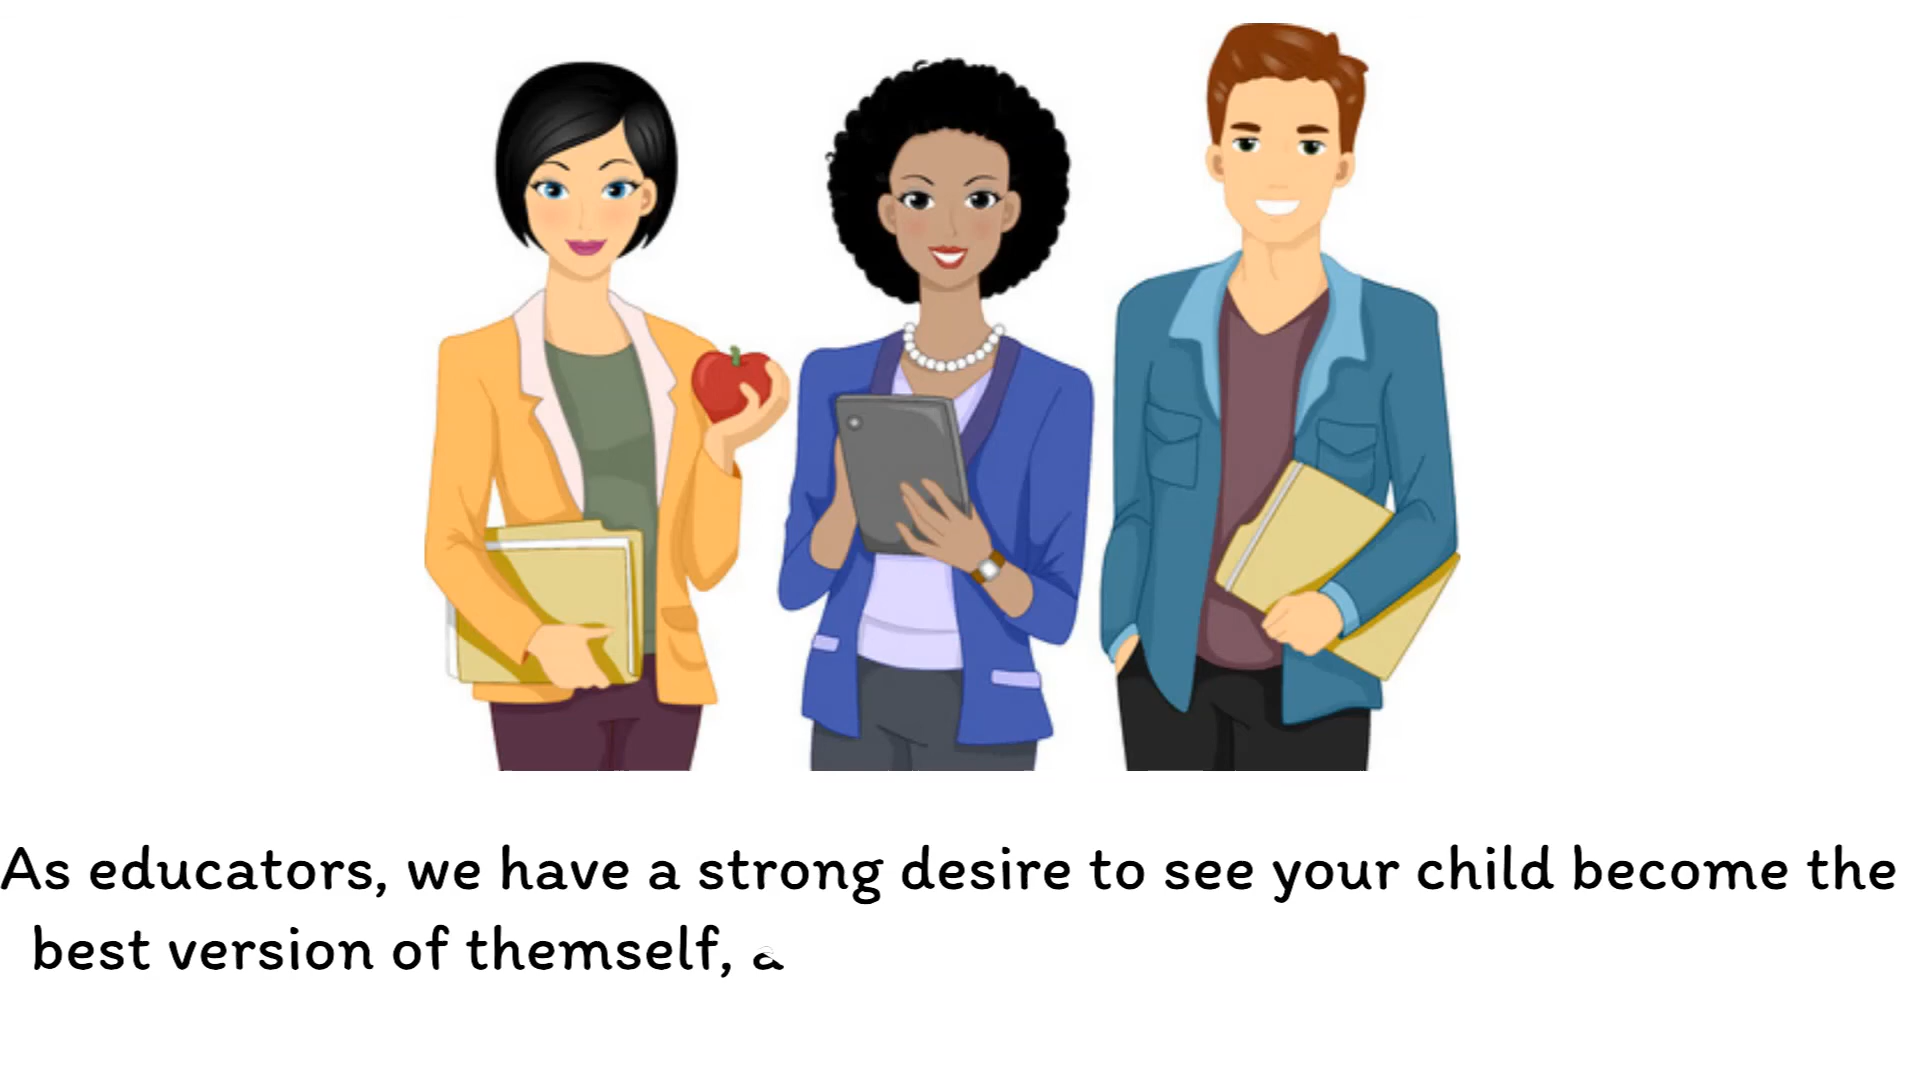 As educators, we have a strong desire to see your child become the
best version of themself,